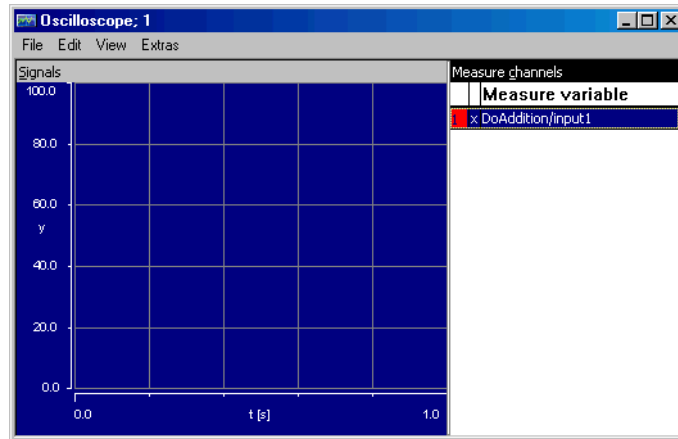 Oscilloscope; 1
File Edit View Extras
Signals
100.0
80.0
60.0
y
40.0
20.0
0.0
0.0 t [s] 1.0
Measure channels
Measure variable
1 x DoAddition/input1